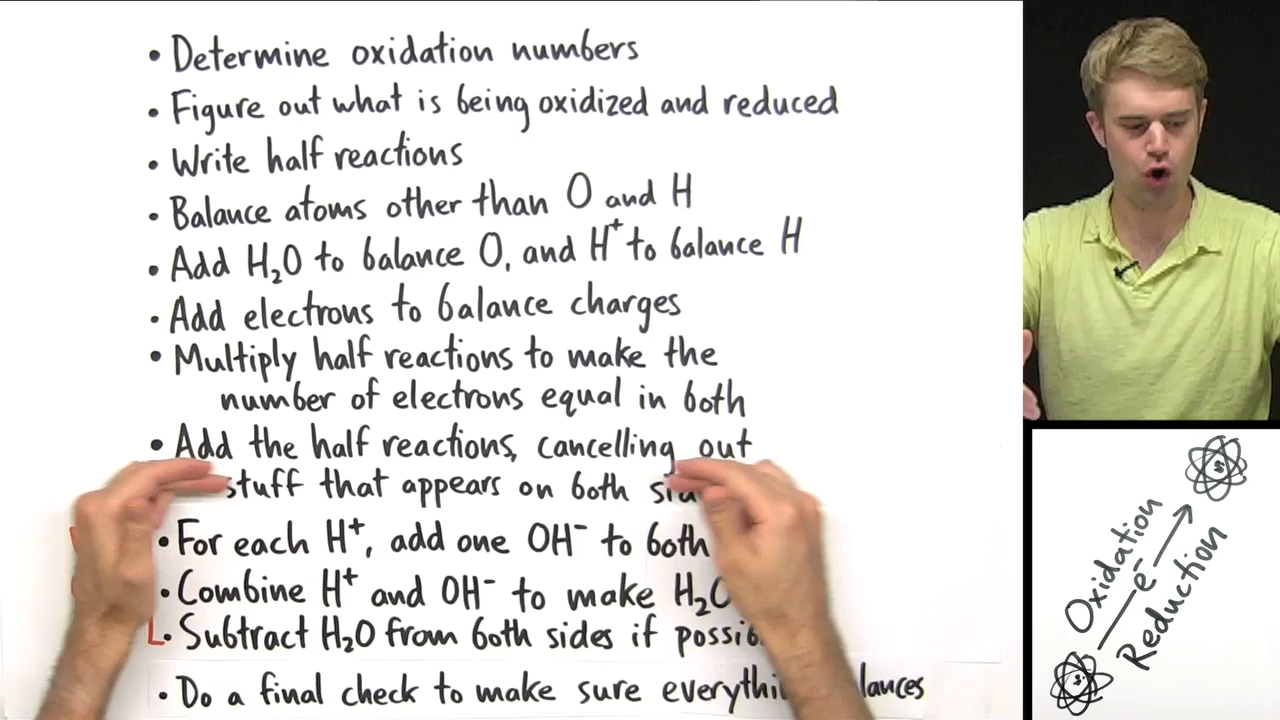 • Determine oxidation numbers
• Figure out what is being oxidized and reduced
• Write half reactions
• Balance atoms other than O and H
• Add H₂O to balance O, and H⁺ to balance H
• Add electrons to balance charges
• Multiply half reactions to make the
number of electrons equal in both
• Add the half reactions, cancelling out
stuff that appears on both
• For each H⁺, add one OH⁻ to both
• Combine H⁺ and OH⁻ to make H₂O
• Subtract H₂O from both sides if
• Do a final check to make sure
Oxidation
e⁻
Reduction